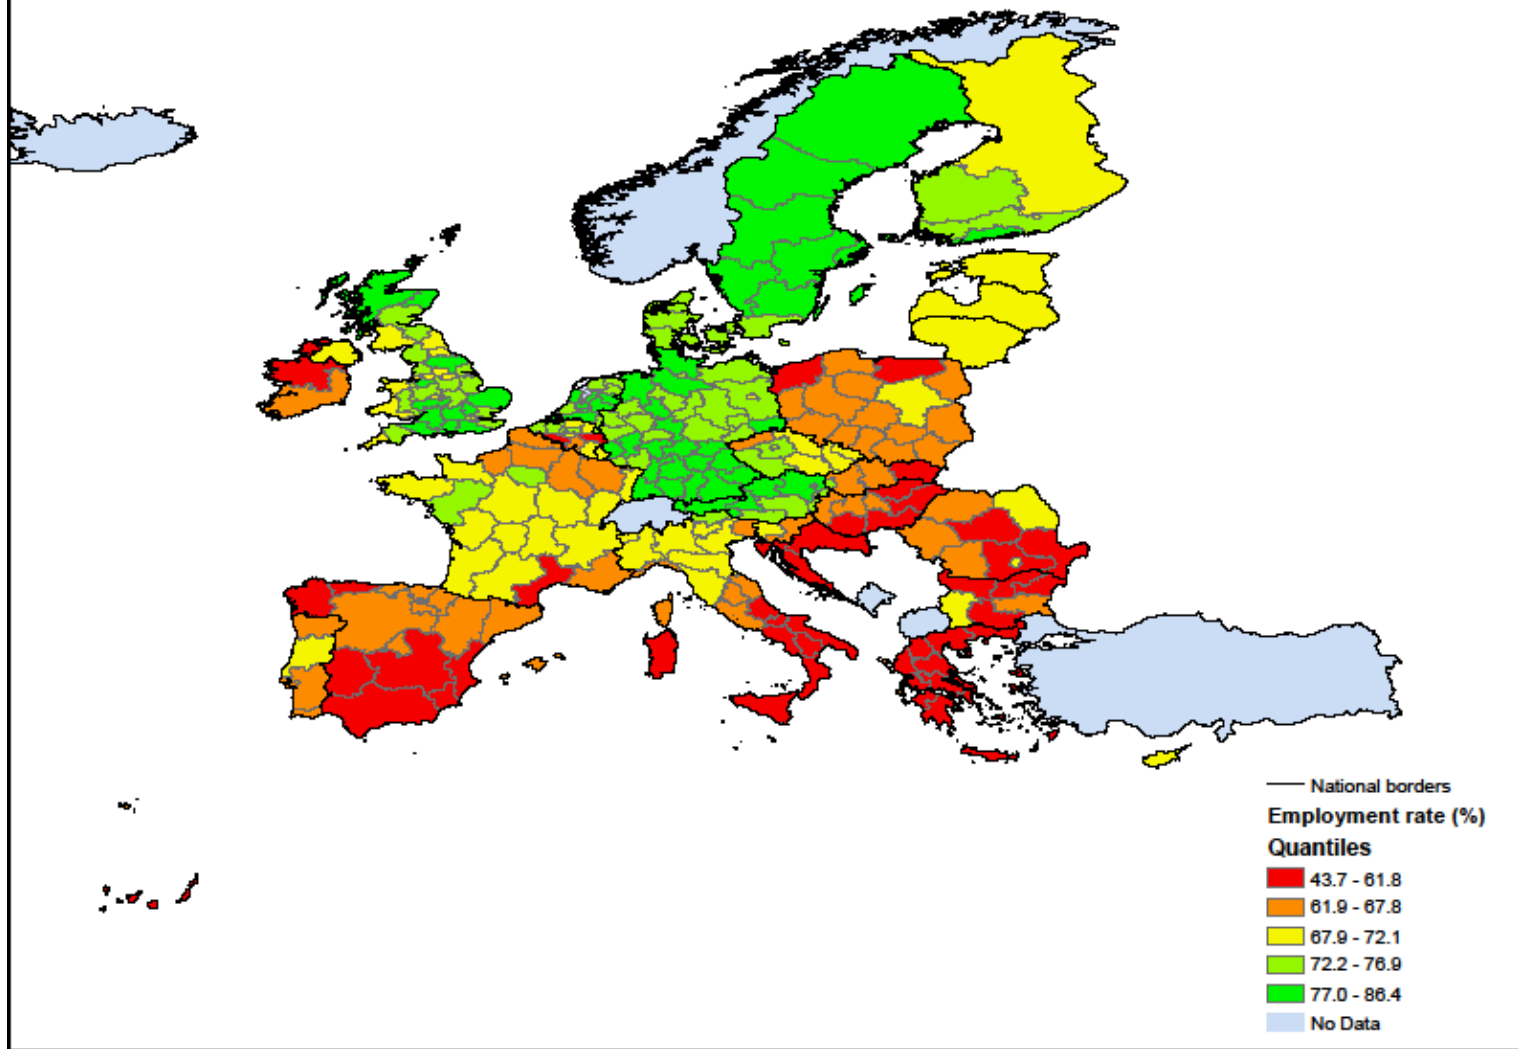 National borders
Employment rate (%)
Quantiles
43.7 - 61.8
61.9 - 67.8
67.9 - 72.1
72.2 - 76.9
77.0 - 86.4
No Data